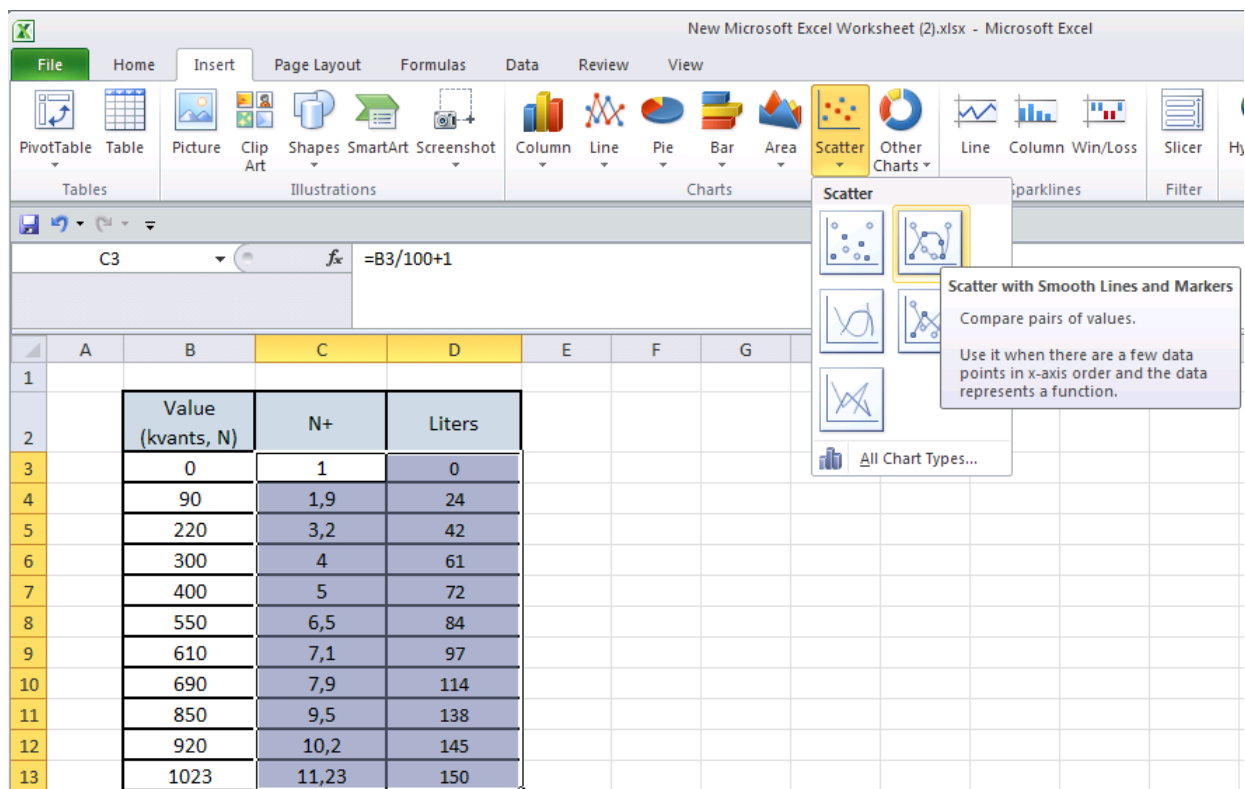 New Microsoft Excel Worksheet (2).xlsx - Microsoft Excel
File Home Insert Page Layout Formulas Data Review View
PivotTable Table Picture Clip Art Shapes SmartArt Screenshot Column Line Pie Bar Area Scatter Other Charts Line Column Win/Loss Slicer Hy
Tables Illustrations Charts Sparklines Filter
Scatter
C3 fx =B3/100+1
Scatter with Smooth Lines and Markers
Compare pairs of values.
Use it when there are a few data
points in x-axis order and the data
represents a function.
All Chart Types...
A B C D E F G
1
2 Value (kvants, N) N+ Liters
3 0 1 0
4 90 1,9 24
5 220 3,2 42
6 300 4 61
7 400 5 72
8 550 6,5 84
9 610 7,1 97
10 690 7,9 114
11 850 9,5 138
12 920 10,2 145
13 1023 11,23 150